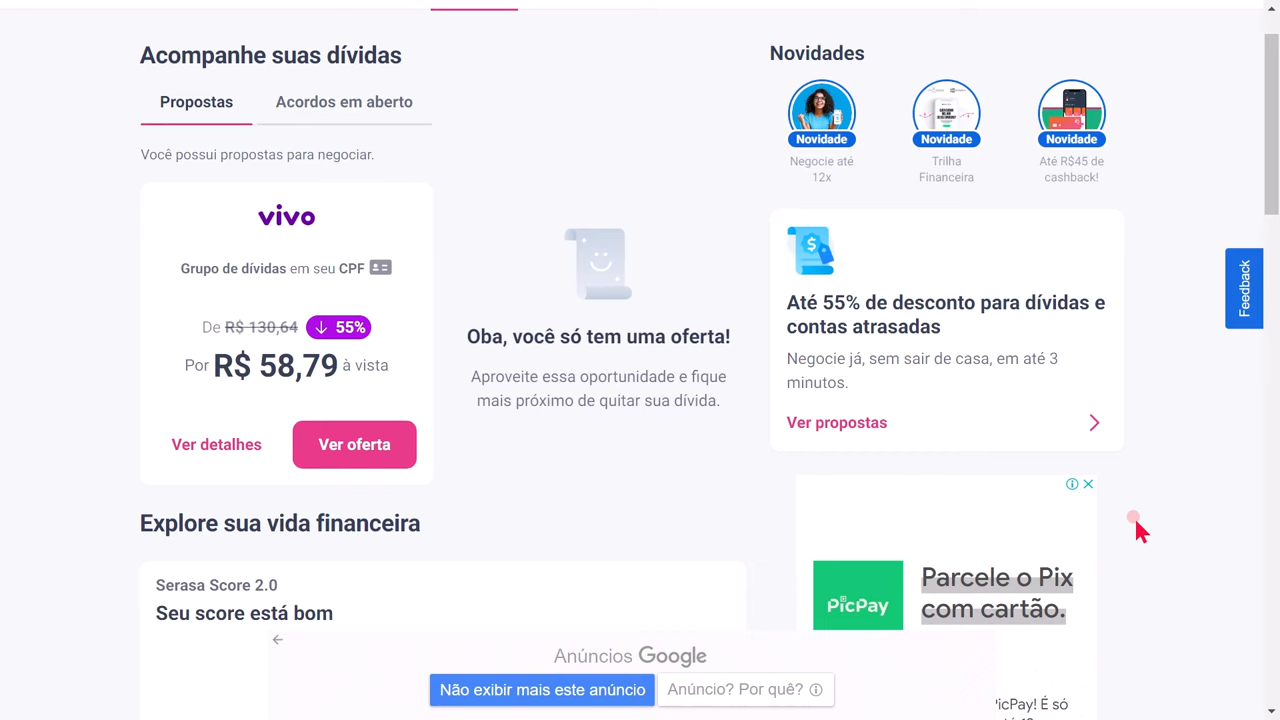 Acompanhe suas dívidas
Propostas
Acordos em aberto
Você possui propostas para negociar.
vivo
Grupo de dívidas em seu CPF
De R$ 130,64 55%
Por R$ 58,79 à vista
Ver detalhes
Ver oferta
Oba, você só tem uma oferta!
Aproveite essa oportunidade e fique
mais próximo de quitar sua dívida.
Novidades
Novidade
Negocie até
12x
Novidade
Trilha
Financeira
Novidade
Até R$45 de
cashback!
Até 55% de desconto para dívidas e
contas atrasadas
Negocie já, sem sair de casa, em até 3
minutos.
Ver propostas
Feedback
Explore sua vida financeira
Serasa Score 2.0
Seu score está bom
PicPay
Parcele o Pix
com cartão.
PicPay! É só
Anúncios Google
Não exibir mais este anúncio
Anúncio? Por quê?